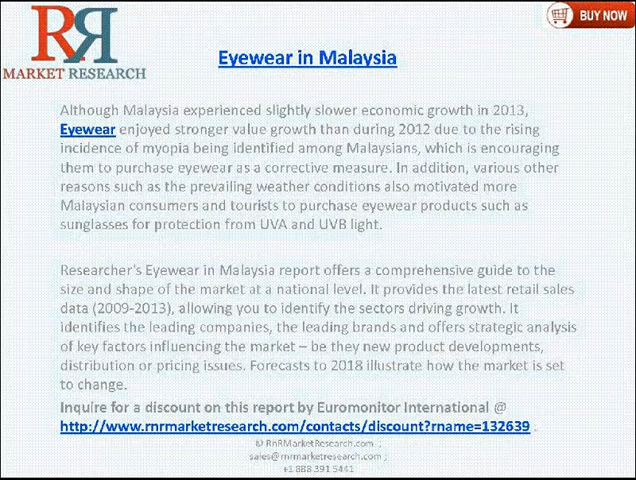 RR
MARKET RESEARCH
BUY NOW
Eyewear in Malaysia
Although Malaysia experienced slightly slower economic growth in 2013,
Eyewear enjoyed stronger value growth than during 2012 due to the rising
incidence of myopia being identified among Malaysians, which is encouraging
them to purchase eyewear as a corrective measure. In addition, various other
reasons such as the prevailing weather conditions also motivated more
Malaysian consumers and tourists to purchase eyewear products such as
sunglasses for protection from UVA and UVB light.
Researcher's Eyewear in Malaysia report offers a comprehensive guide to the
size and shape of the market at a national level. It provides the latest retail sales
data (2009-2013), allowing you to identify the sectors driving growth. It
identifies the leading companies, the leading brands and offers strategic analysis
of key factors influencing the market – be they new product developments,
distribution or pricing issues. Forecasts to 2018 illustrate how the market is set
to change.
Inquire for a discount on this report by Euromonitor International @
http://www.rnrmarketresearch.com/contacts/discount?rname=132639 .
© RnRMarketResearch.com ;
sales@rnrmarketresearch.com ;
+1 888 391 5441